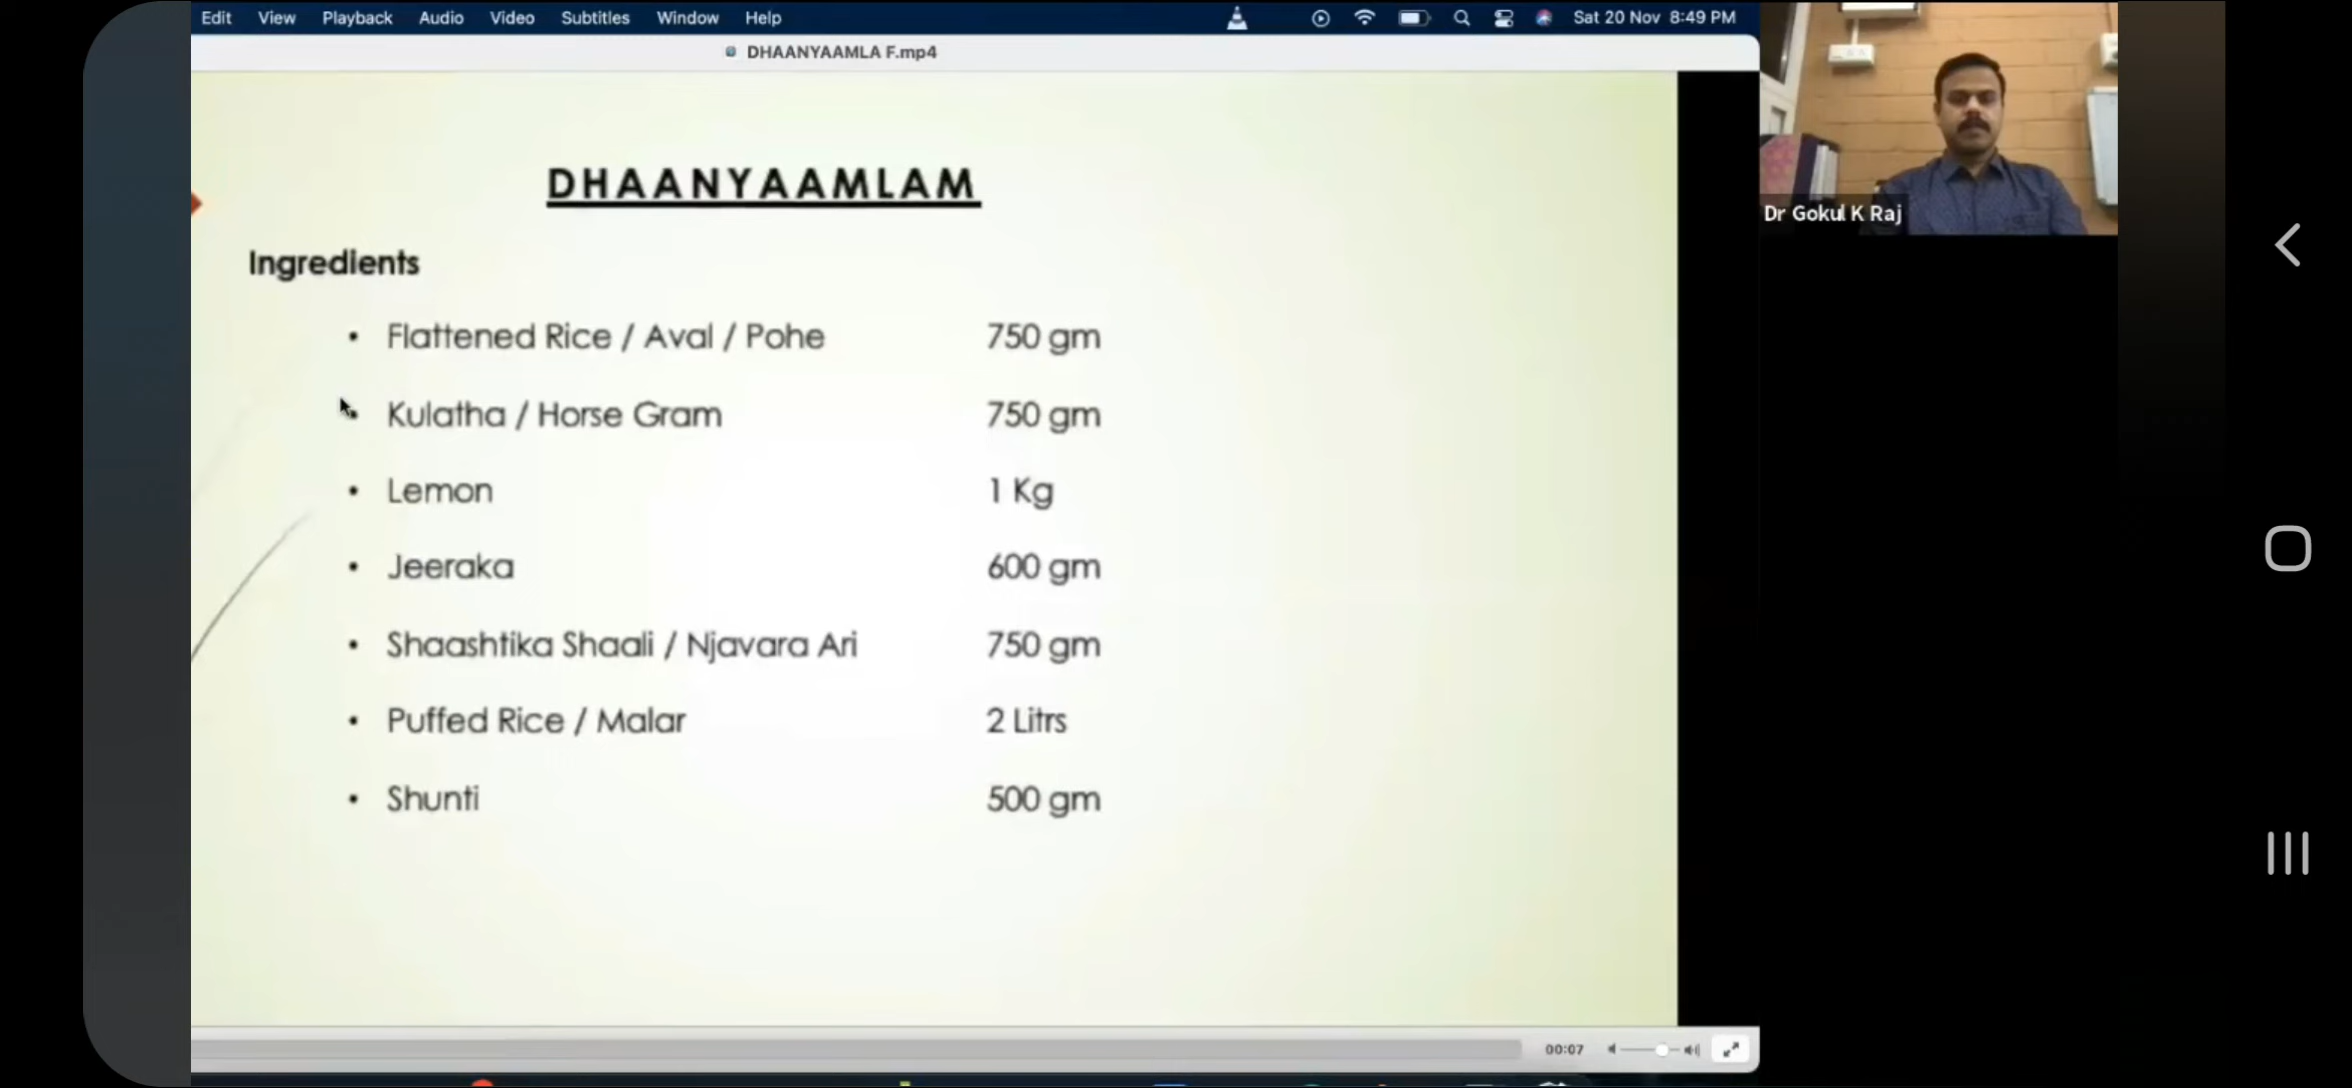 Edit View Playback Audio Video Subtitles Window Help Sat 20 Nov 8:49 PM
DHAANYAAMLA F.mp4
DHAANYAAMLAM
Dr Gokul K Raj
Ingredients
• Flattened Rice / Aval / Pohe 750 gm
• Kulatha / Horse Gram 750 gm
• Lemon 1 Kg
• Jeeraka 600 gm
• Shaashtika Shaali / Njavara Ari 750 gm
• Puffed Rice / Malar 2 Litrs
• Shunti 500 gm
00:07